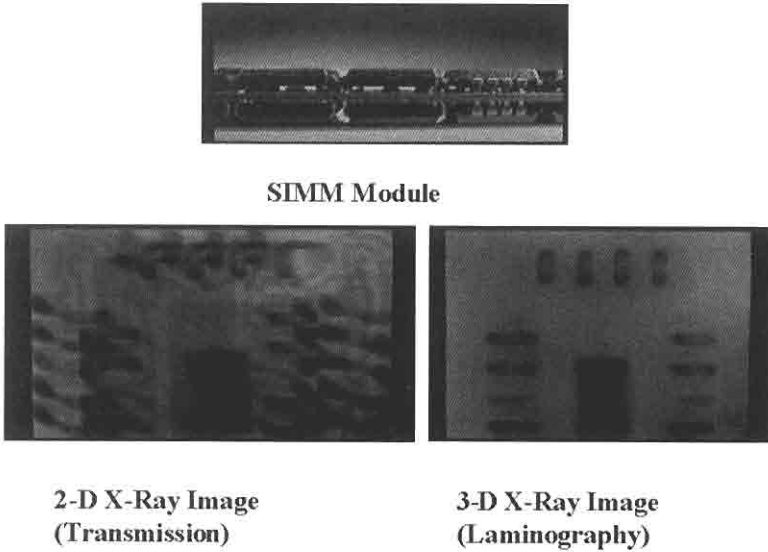 SIMM Module
2-D X-Ray Image
(Transmission)
3-D X-Ray Image
(Laminography)